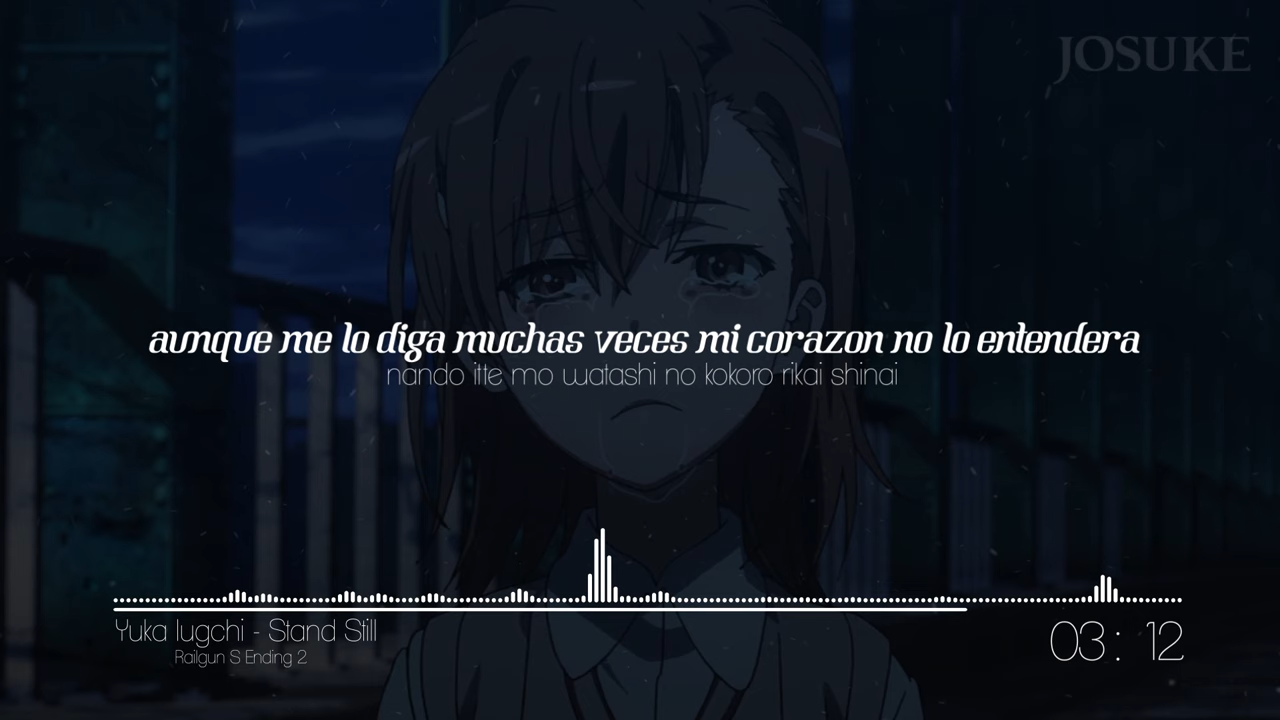 JOSUKE
aunque me lo diga muchas veces mi corazon no lo entendera
nando itte mo watashi no kokoro rikai shinai
Yuka Iugchi - Stand Still
Railgun S Ending 2
03: 12